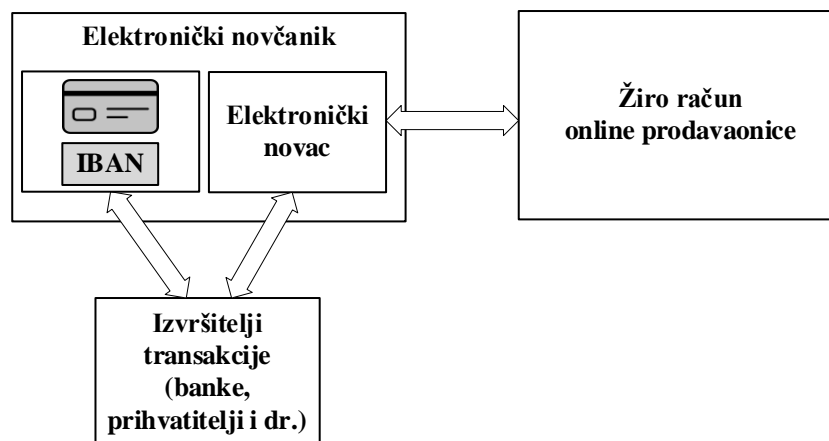 Elektronički novčanik
IBAN
Elektronički
novac
Žiro račun
online prodavaonice
Izvršitelji
transakcije
(banke,
prihvatitelji i dr.)